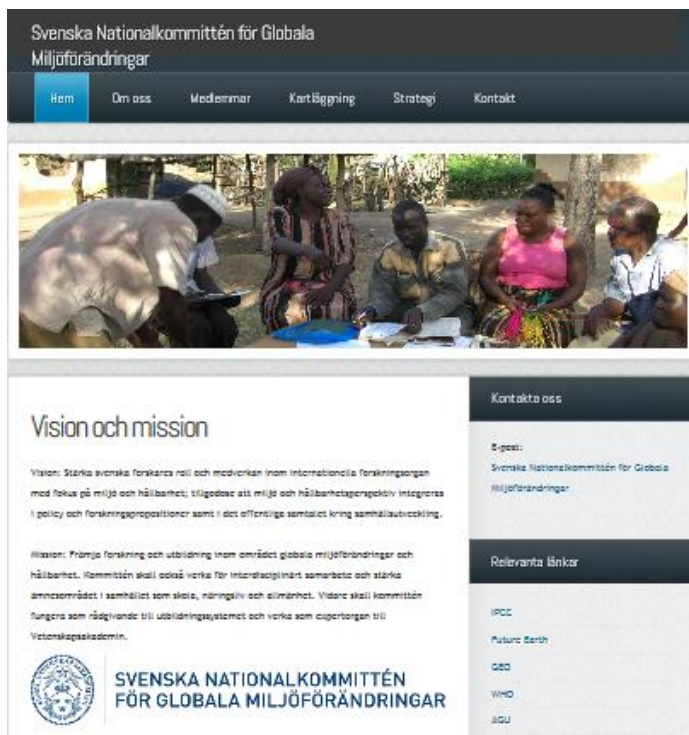 Svenska Nationalkommittén för Globala
Miljöförändringar
Hem Om oss Medlemmar Kartläggning Strategi Kontakt
Vision och mission
Vision: Stärka svenska forskares roll och medverkan inom internationella forskningsorgan
med fokus på miljö och hållbarhet; tillgodose att miljö och hållbarhetsperspektiv integreras
i policy och forskningspropositioner samt i det offentliga samtalet kring samhällsutveckling.
Mission: Främja forskning och utbildning inom området globala miljöförändringar och
hållbarhet. Kommittén skall också verka för interdisciplinärt samarbete och stärka
ämnesområdet i samhället som skola, näringsliv och allmänhet. Vidare skall kommittén
fungera som rådgivande till utbildningssystemet och verka som expertorgan till
Vetenskapsakademin.
SVENSKA NATIONALKOMMITTÉN
FÖR GLOBALA MILJÖFÖRÄNDRINGAR
Kontakta oss
E-post:
Svenska Nationalkommittén för Globala
Miljöförändringar
Relevanta länkar
IPCC
Future Earth
GEO
WHO
AGU